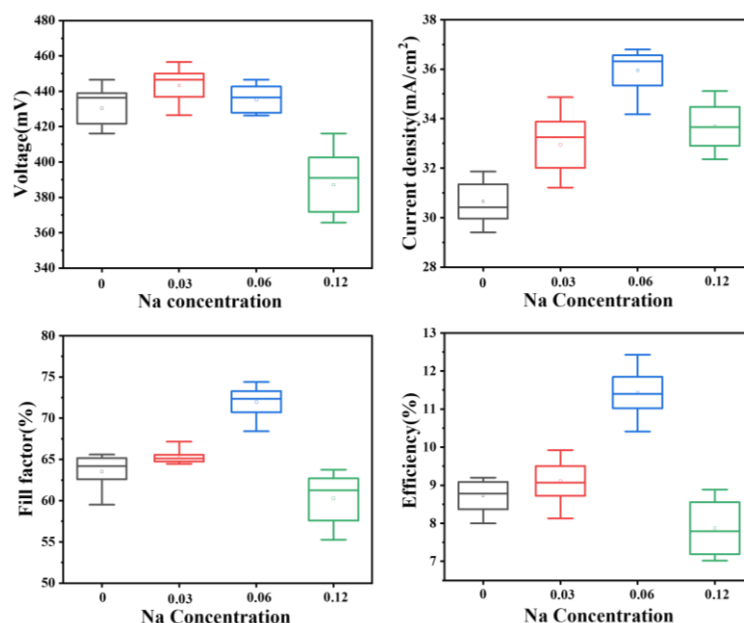 Voltage(mV)
480
460
440
420
400
380
360
340
0 0.03 0.06 0.12
Na concentration
Current density(mA/cm²)
38
36
34
32
30
28
0 0.03 0.06 0.12
Na Concentration
Fill factor(%)
80
75
70
65
60
55
50
0 0.03 0.06 0.12
Na Concentration
Efficiency(%)
13
12
11
10
9
8
7
0 0.03 0.06 0.12
Na Concentration